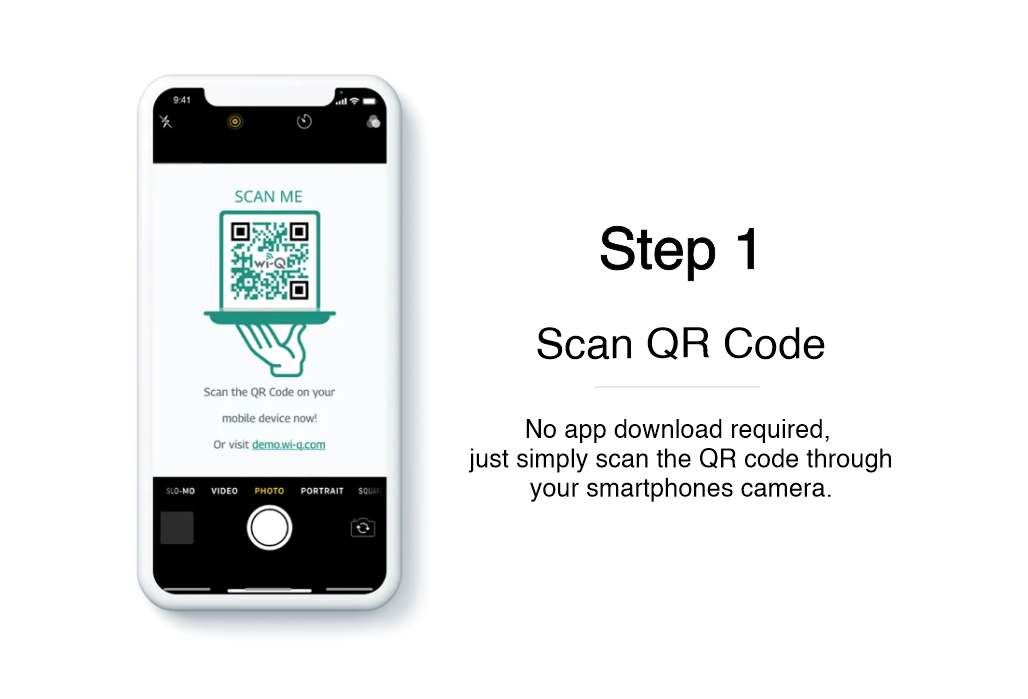 9:41
SCAN ME
wi-Q
Scan the QR Code on your
mobile device now!
Or visit demo.wi-q.com
SLO-MO VIDEO PHOTO PORTRAIT SQUAR
Step 1
Scan QR Code
No app download required,
just simply scan the QR code through
your smartphones camera.